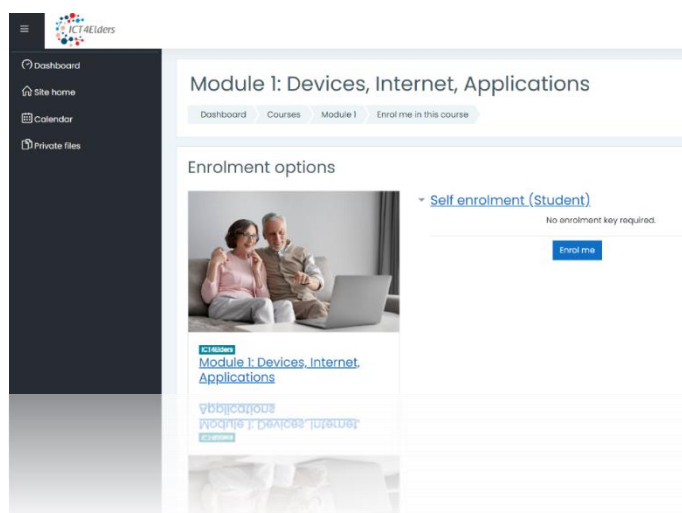 ICT4Elders
Dashboard
Site home
Calendar
Private files
Module 1: Devices, Internet, Applications
Dashboard
Courses
Module 1
Enrol me in this course
Enrolment options
Self enrolment (Student)
No enrolment key required.
Enrol me
ICT4Elders
Module 1: Devices, Internet,
Applications